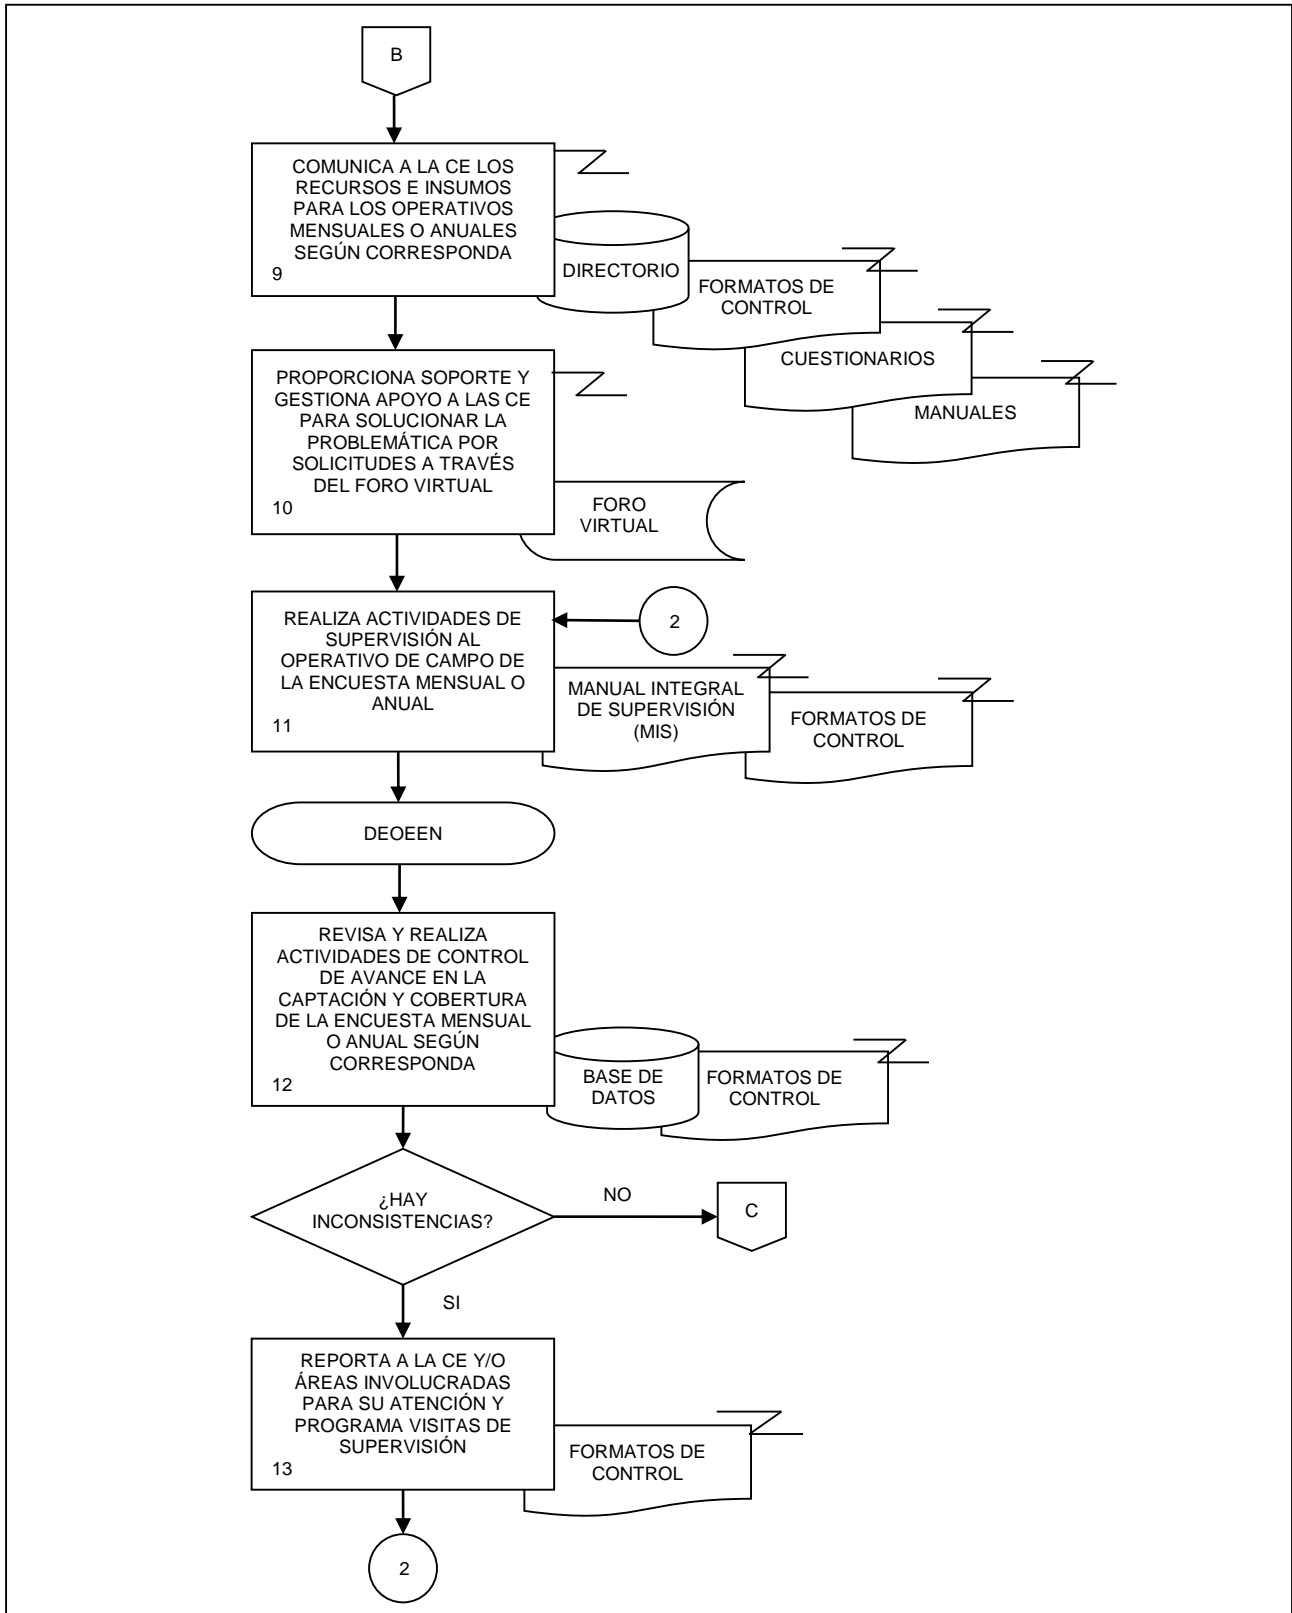 B
COMUNICA A LA CE LOS
RECURSOS E INSUMOS
PARA LOS OPERATIVOS
MENSUALES O ANUALES
SEGÚN CORRESPONDA
9
DIRECTORIO
FORMATOS DE
CONTROL
CUESTIONARIOS
MANUALES
PROPORCIONA SOPORTE Y
GESTIONA APOYO A LAS CE
PARA SOLUCIONAR LA
PROBLEMÁTICA POR
SOLICITUDES A TRAVÉS
DEL FORO VIRTUAL
10
FORO
VIRTUAL
REALIZA ACTIVIDADES DE
SUPERVISIÓN AL
OPERATIVO DE CAMPO DE
LA ENCUESTA MENSUAL O
ANUAL
11
2
MANUAL INTEGRAL
DE SUPERVISIÓN
(MIS)
FORMATOS DE
CONTROL
DEOEEN
REVISA Y REALIZA
ACTIVIDADES DE CONTROL
DE AVANCE EN LA
CAPTACIÓN Y COBERTURA
DE LA ENCUESTA MENSUAL
O ANUAL SEGÚN
CORRESPONDA
12
BASE DE
DATOS
FORMATOS DE
CONTROL
¿HAY
INCONSISTENCIAS?
NO
C
SI
REPORTA A LA CE Y/O
ÁREAS INVOLUCRADAS
PARA SU ATENCIÓN Y
PROGRAMA VISITAS DE
SUPERVISIÓN
13
FORMATOS DE
CONTROL
2